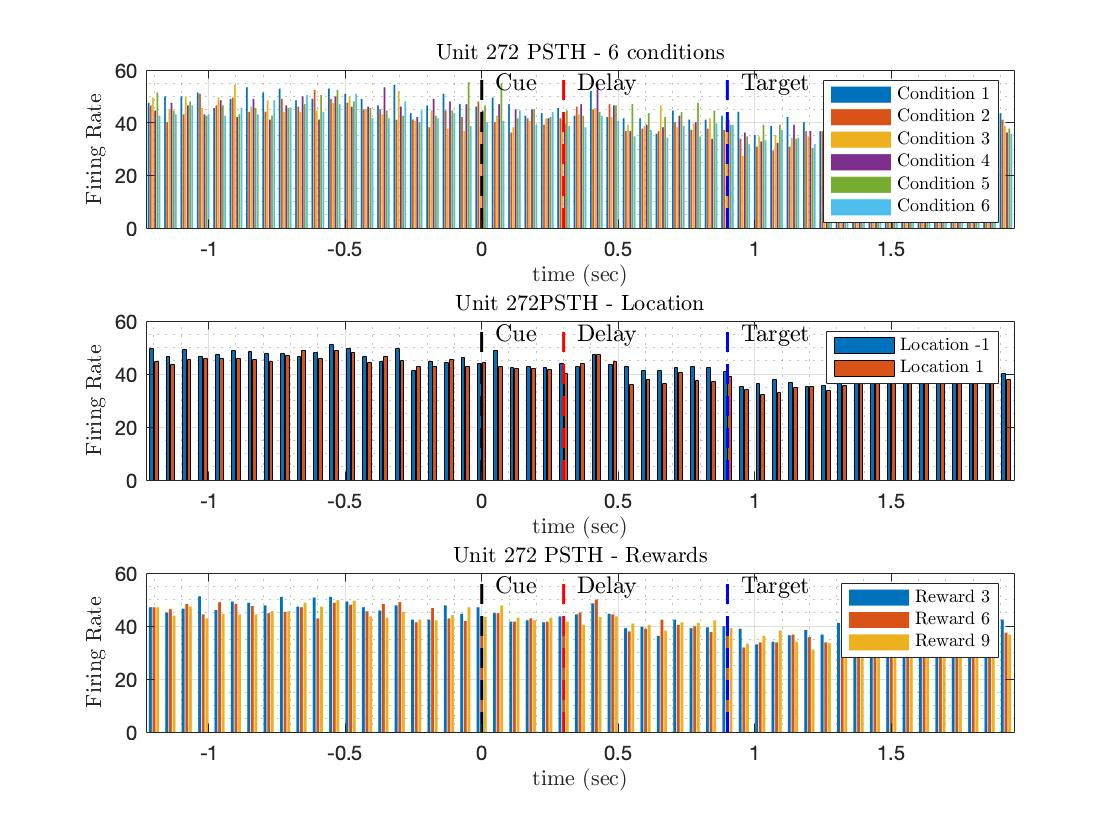 Unit 272 PSTH - 6 conditions
60
40
20
0
Firing Rate
Cue
Delay
Target
Condition 1
Condition 2
Condition 3
Condition 4
Condition 5
Condition 6
-1
-0.5
0
0.5
1
1.5
time (sec)
Unit 272PSTH - Location
60
40
20
0
Firing Rate
Cue
Delay
Target
Location -1
Location 1
-1
-0.5
0
0.5
1
1.5
time (sec)
Unit 272 PSTH - Rewards
60
40
20
0
Firing Rate
Cue
Delay
Target
Reward 3
Reward 6
Reward 9
-1
-0.5
0
0.5
1
1.5
time (sec)